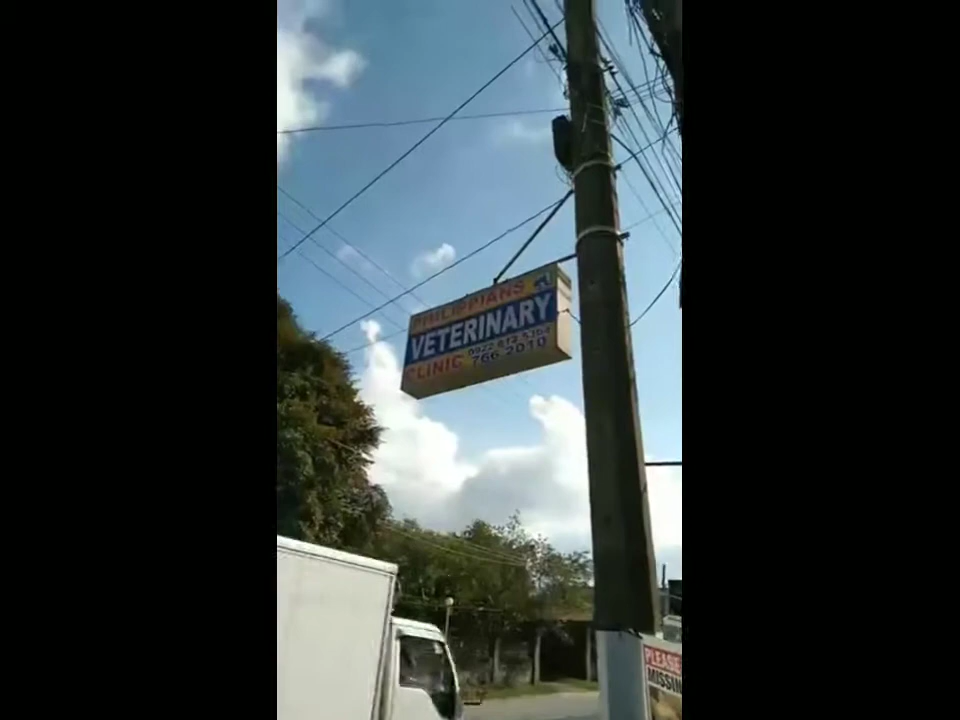 PHILIPPIANS
VETERINARY
CLINIC
766 2010
PLEASE
MISSIN